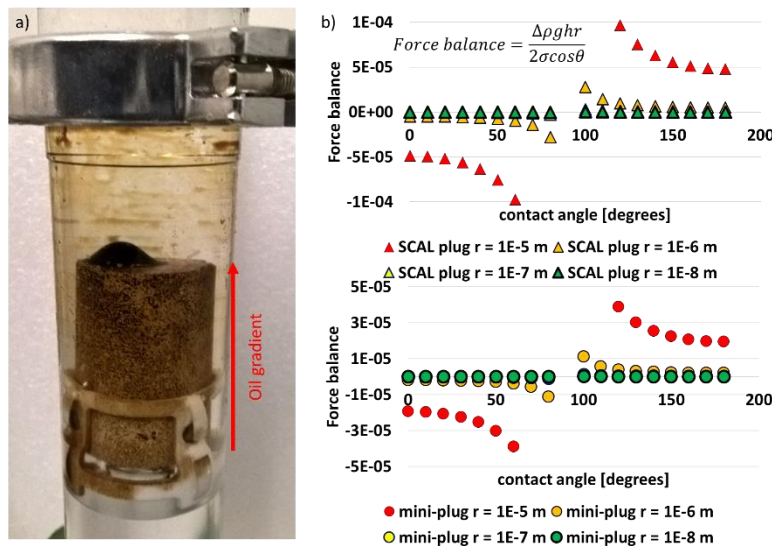 a)
Oil gradient
b)
Force balance = Δρghr / 2σcosθ
Force balance
1E-04
5E-05
0E+00
-5E-05
-1E-04
0 50 100 150 200
contact angle [degrees]
SCAL plug r = 1E-5 m SCAL plug r = 1E-6 m
SCAL plug r = 1E-7 m SCAL plug r = 1E-8 m
Force balance
5E-05
3E-05
1E-05
-1E-05
-3E-05
-5E-05
0 50 100 150 200
contact angle [degrees]
mini-plug r = 1E-5 m mini-plug r = 1E-6 m
mini-plug r = 1E-7 m mini-plug r = 1E-8 m